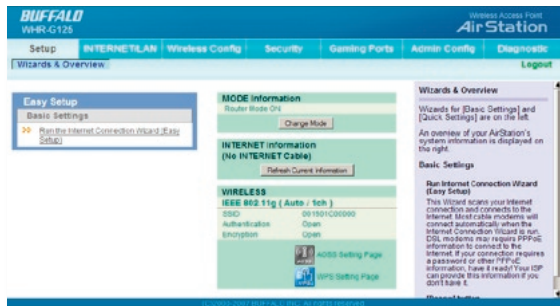 BUFFALO
WHR-G125
Wireless Access Point
AirStation
Setup INTERNET/LAN Wireless Config Security Gaming Ports Admin Config Diagnostic
Wizards & Overview
Logout
Easy Setup
Basic Settings
Run the Internet Connection Wizard (Easy Setup)
MODE Information
Router Mode ON
Change Mode
INTERNET Information
(No INTERNET Cable)
Refresh Current Information
WIRELESS
IEEE 802.11g ( Auto / 1ch )
SSID 001601C00000
Authentication Open
Encryption Open
AOSS Setting Page
WPS Setting Page
Wizards & Overview
Wizards for [Basic Settings] and
[Quick Settings] are on the left.
An overview of your AirStation's
system information is displayed on
the right.
Basic Settings
Run Internet Connection Wizard
(Easy Setup)
This Wizard scans your Internet
connection and connects to the
Internet. Most cable modems will
connect automatically when the
Internet Connection Wizard is run.
DSL modems may require PPPoE
information to connect to the
Internet. If your connection requires
a password or other PPPoE
information, have it ready! Your ISP
can provide this information if you
don't have it.
(C)2000-2007 BUFFALO INC. All rights reserved.